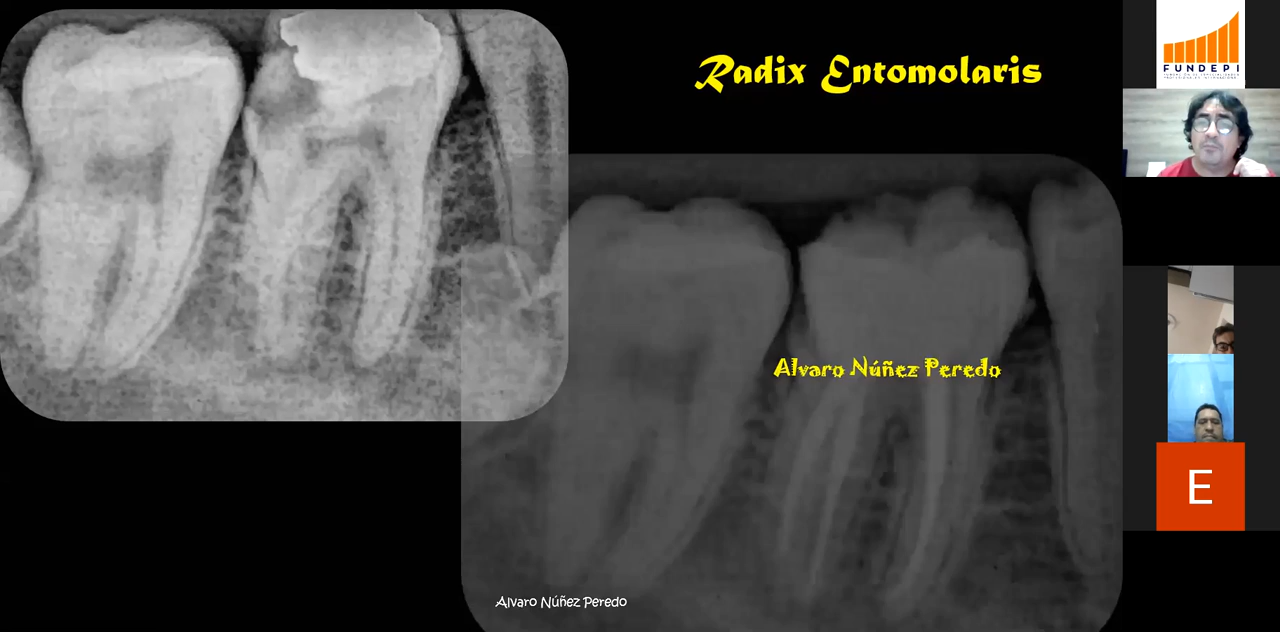 Radix Entomolaris
FUNDEPI
Alvaro Núñez Peredo
E
Alvaro Núñez Peredo